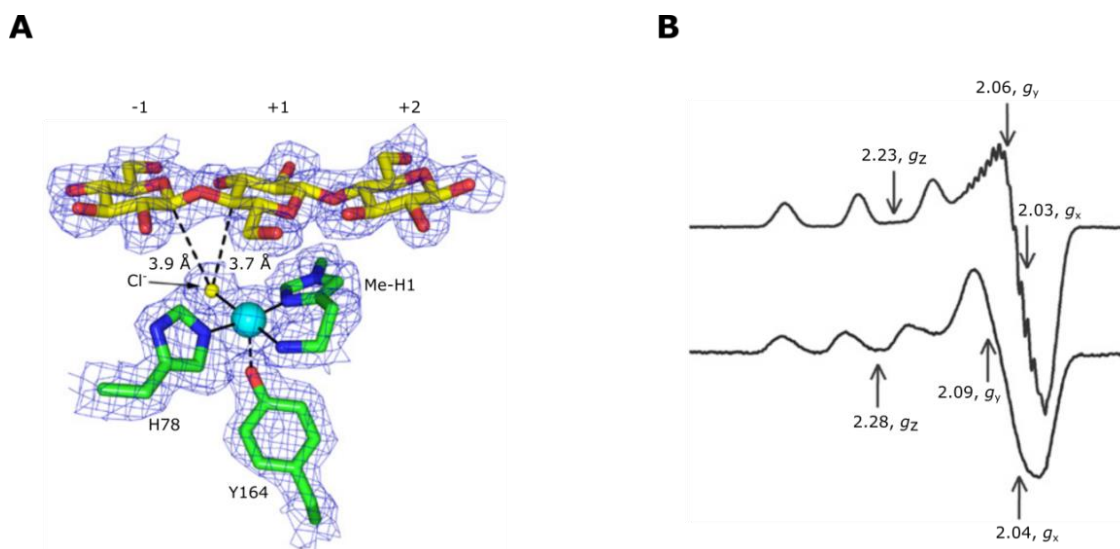 A
-1 +1 +2
3.9 Å 3.7 Å
Cl-
Me-H1
H78
Y164
B
2.06, gy
2.23, gz
2.03, gx
2.09, gy
2.28, gz
2.04, gx